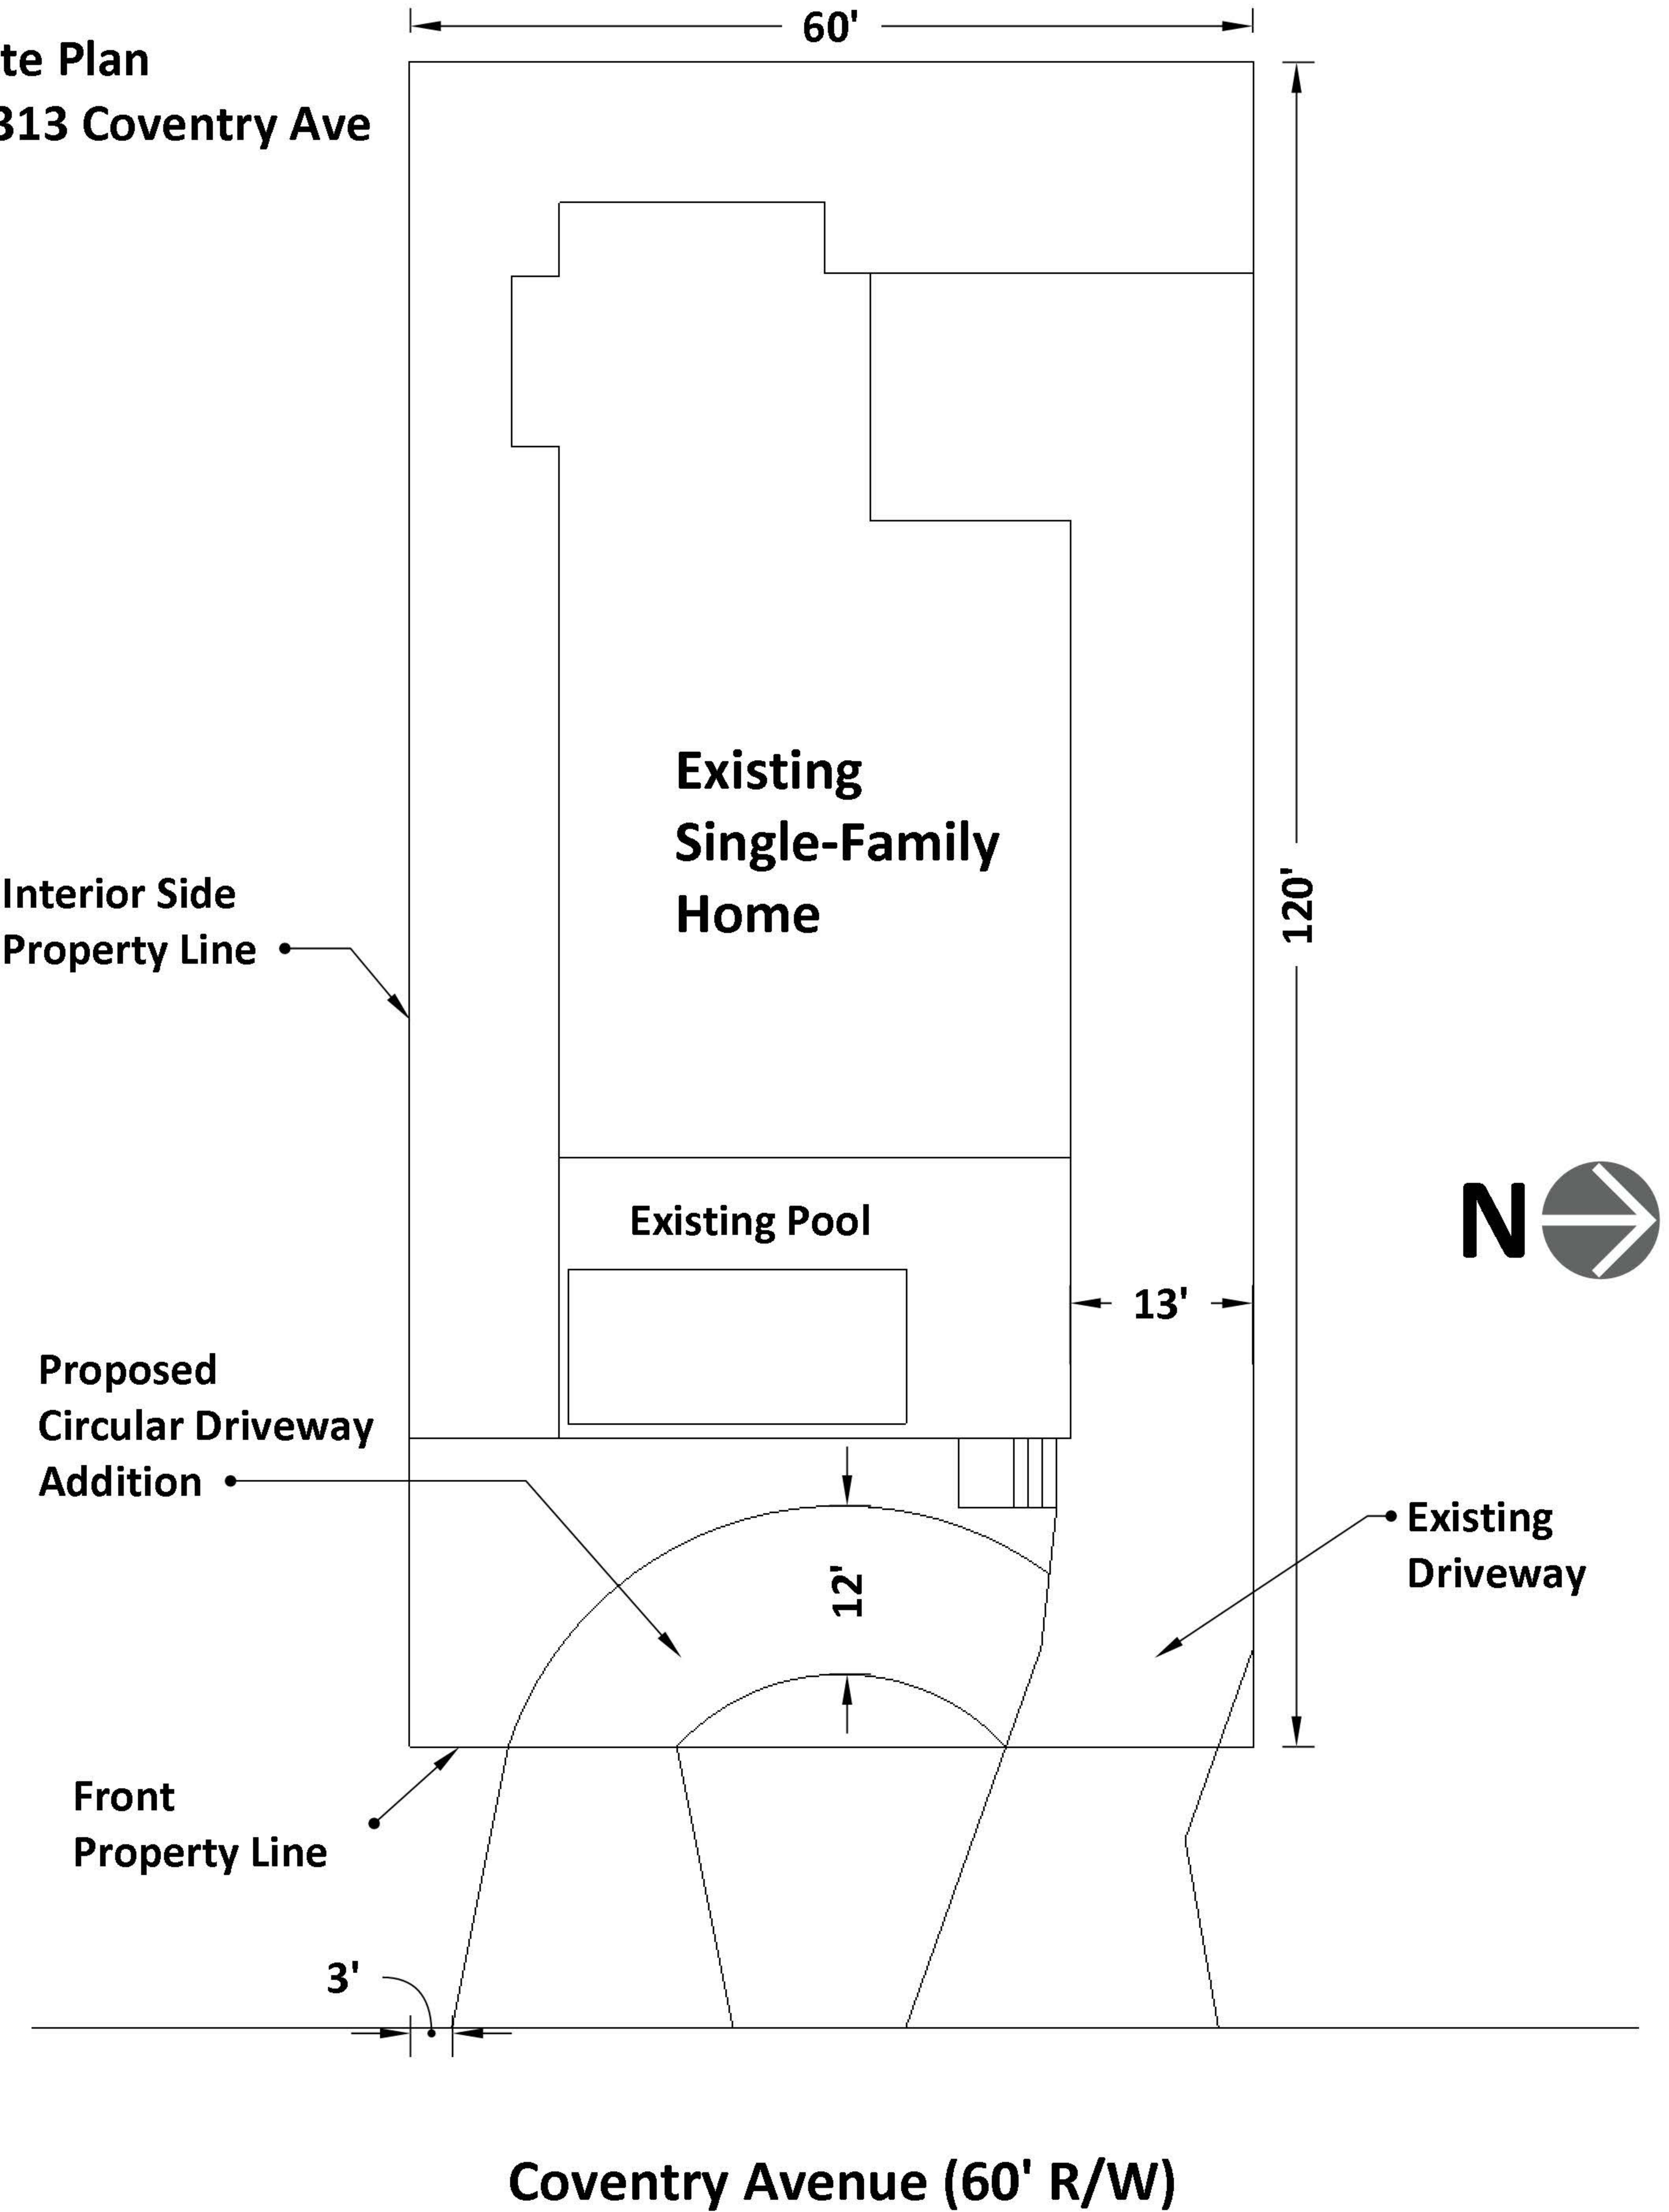 60'
te Plan
313 Coventry Ave
Existing
Single-Family
Home
120'
Interior Side
Property Line
N
Existing Pool
13'
Proposed
Circular Driveway
Addition
12'
Existing
Driveway
Front
Property Line
3'
Coventry Avenue (60' R/W)